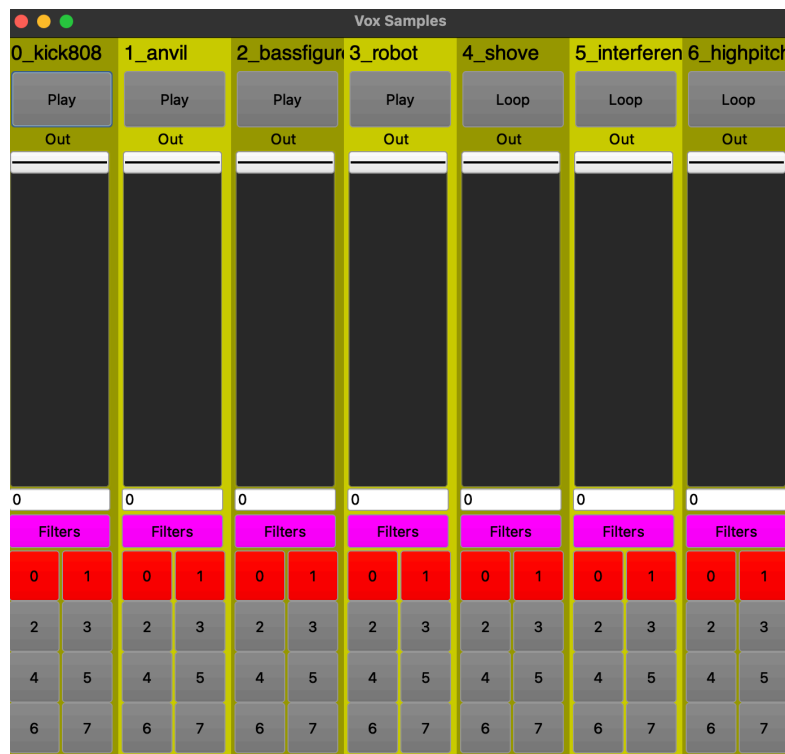 Vox Samples
0_kick808 1_anvil 2_bassfigur 3_robot 4_shove 5_interferen 6_highpitch
Play Play Play Play Loop Loop Loop
Out Out Out Out Out Out Out
0 0 0 0 0 0 0
Filters Filters Filters Filters Filters Filters Filters
0 1 0 1 0 1 0 1 0 1 0 1 0 1
2 3 2 3 2 3 2 3 2 3 2 3 2 3
4 5 4 5 4 5 4 5 4 5 4 5 4 5
6 7 6 7 6 7 6 7 6 7 6 7 6 7